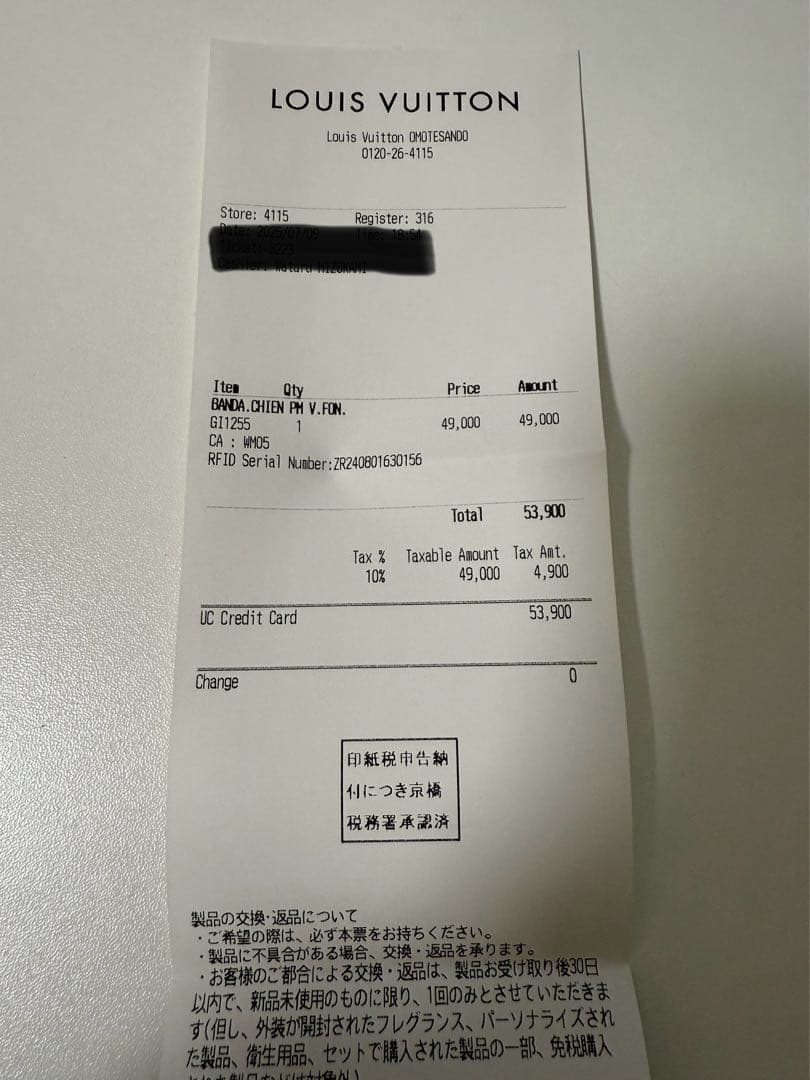 LOUIS VUITTON
Louis Vuitton OMOTESANDO
0120-26-4115
Store: 4115 Register: 316
Item Qty Price Amount
BANDA.CHIEN PM V.FON.
GI1255 1 49,000 49,000
CA : WM05
RFID Serial Number:ZR240801630156
Total 53,900
Tax % Taxable Amount Tax Amt.
10% 49,000 4,900
UC Credit Card 53,900
Change 0
印紙税申告納
付につき京橋
税務署承認済
製品の交換・返品について
・ご希望の際は、必ず本票をお持ちください。
・製品に不具合がある場合、交換・返品を承ります。
・お客様のご都合による交換・返品は、製品お受け取り後30日
以内で、新品未使用のものに限り、1回のみとさせていただきま
す(但し、外装が開封されたフレグランス、パーソナライズされ
た製品、衛生用品、セットで購入された製品の一部、免税購入